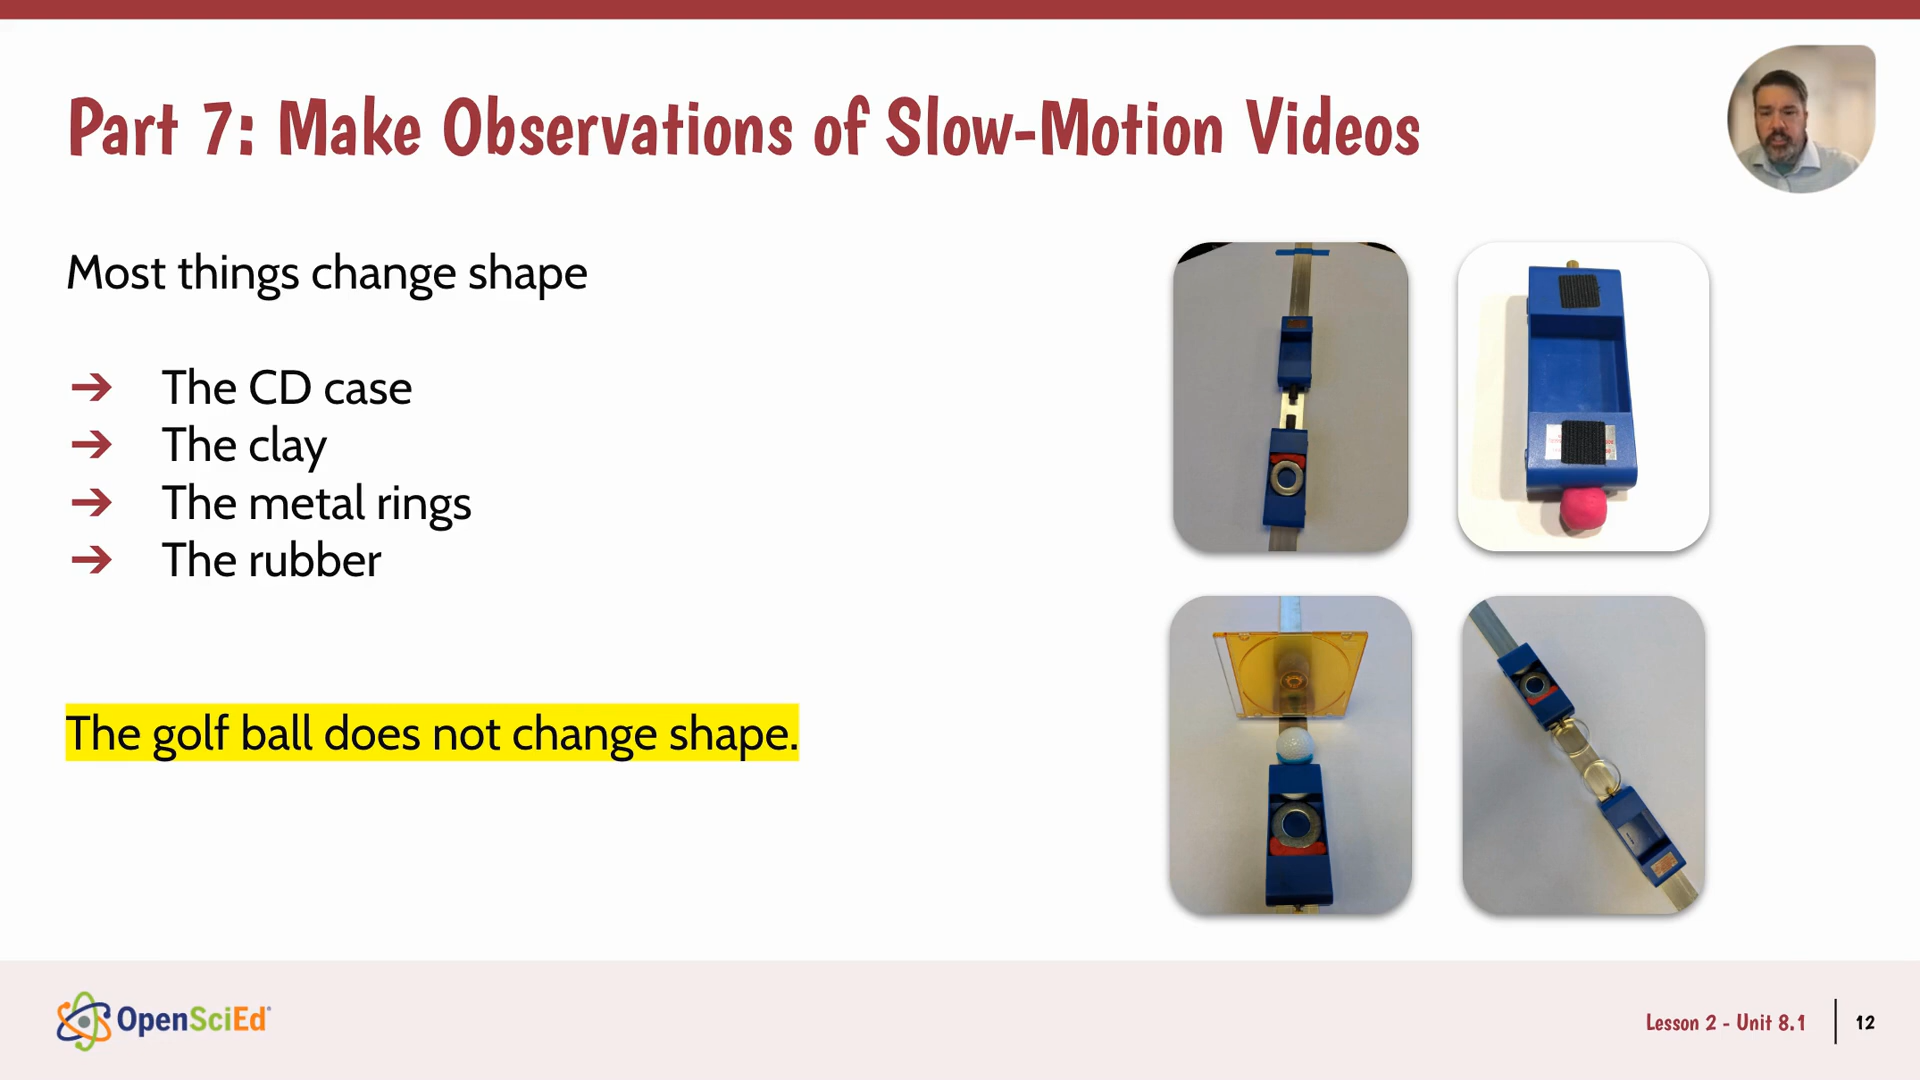 Part 7: Make Observations of Slow-Motion Videos
Most things change shape
➔ The CD case
➔ The clay
➔ The metal rings
➔ The rubber
The golf ball does not change shape.
OpenSciEd®
Lesson 2 - Unit 8.1
12